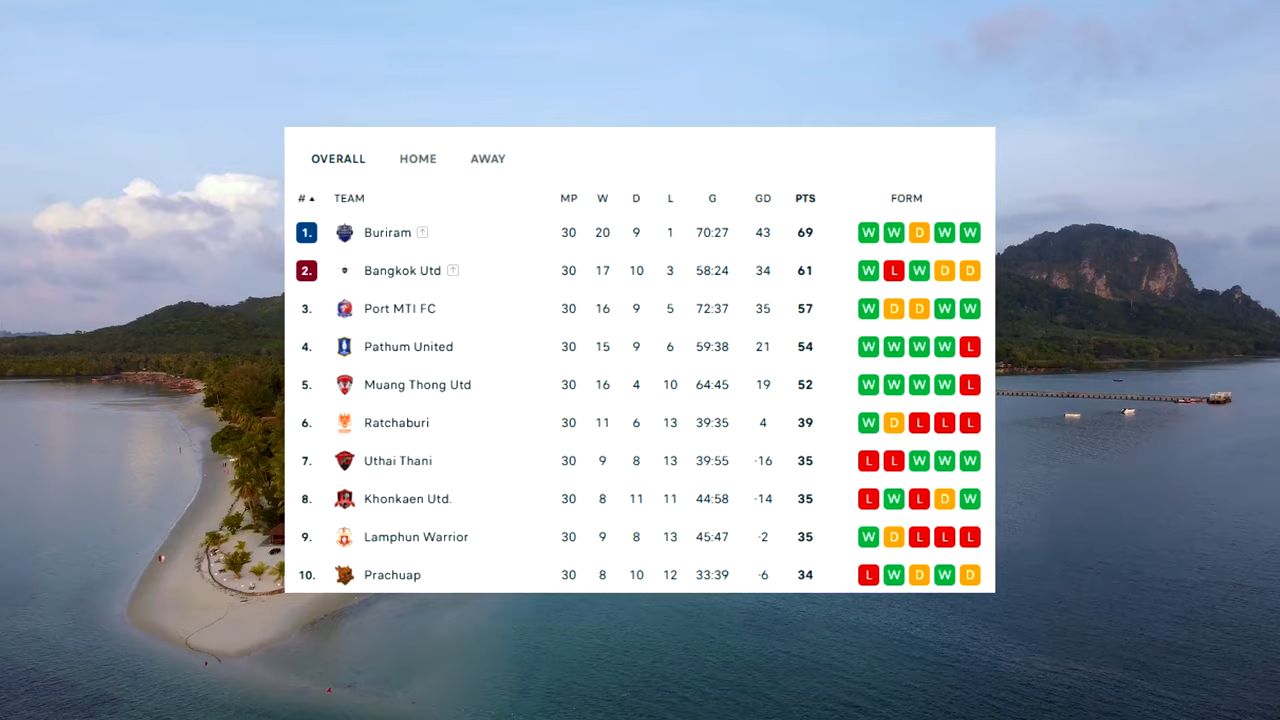 OVERALL HOME AWAY
# TEAM MP W D L G GD PTS FORM
1. Buriram 30 20 9 1 70:27 43 69 W W D W W
2. Bangkok Utd 30 17 10 3 58:24 34 61 W L W D D
3. Port MTI FC 30 16 9 5 72:37 35 57 W D D W W
4. Pathum United 30 15 9 6 59:38 21 54 W W W W L
5. Muang Thong Utd 30 16 4 10 64:45 19 52 W W W W L
6. Ratchaburi 30 11 6 13 39:35 4 39 W D L L L
7. Uthai Thani 30 9 8 13 39:55 -16 35 L L W W W
8. Khonkaen Utd. 30 8 11 11 44:58 -14 35 L W L D W
9. Lamphun Warrior 30 9 8 13 45:47 -2 35 W D L L L
10. Prachuap 30 8 10 12 33:39 -6 34 L W D W D